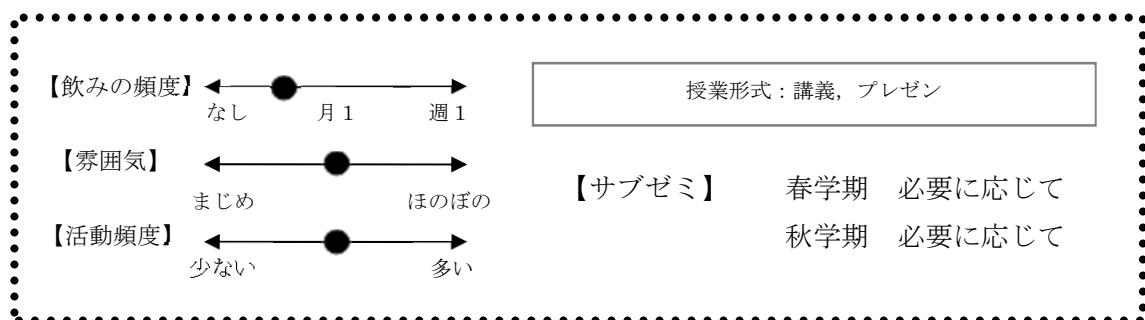 【飲みの頻度】
なし 月１ 週１
【雰囲気】
まじめ ほのぼの
【活動頻度】
少ない 多い
授業形式：講義，プレゼン
【サブゼミ】 春学期 必要に応じて
秋学期 必要に応じて